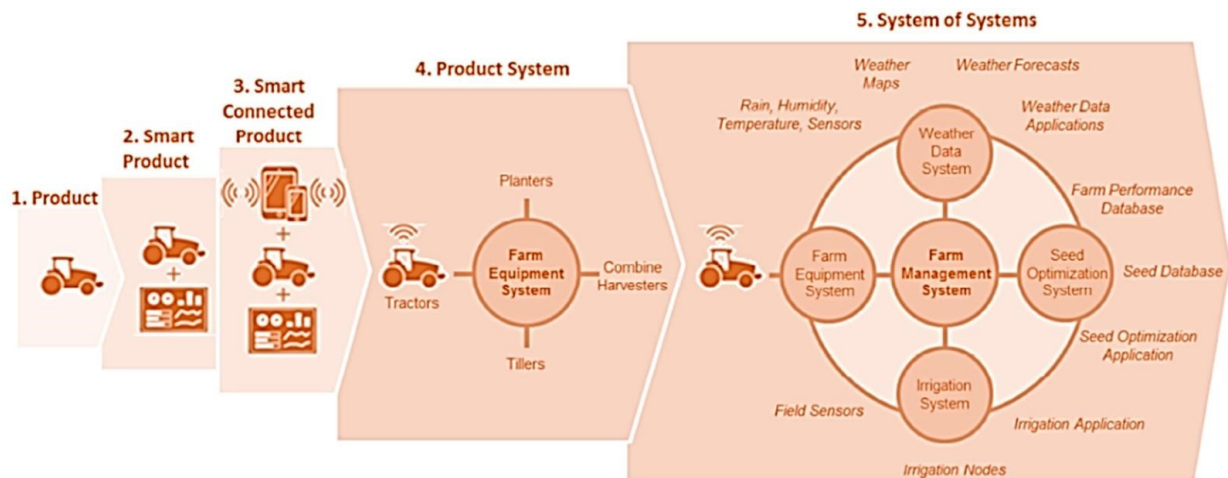 1. Product
2. Smart
Product
3. Smart
Connected
Product
4. Product System
Planters
Farm
Equipment
System
Tractors
Combine
Harvesters
Tillers
5. System of Systems
Weather
Maps
Weather Forecasts
Rain, Humidity,
Temperature, Sensors
Weather Data
Applications
Weather
Data
System
Farm Performance
Database
Farm
Equipment
System
Farm
Management
System
Seed
Optimization
System
Seed Database
Seed Optimization
Application
Irrigation
System
Field Sensors
Irrigation Application
Irrigation Nodes